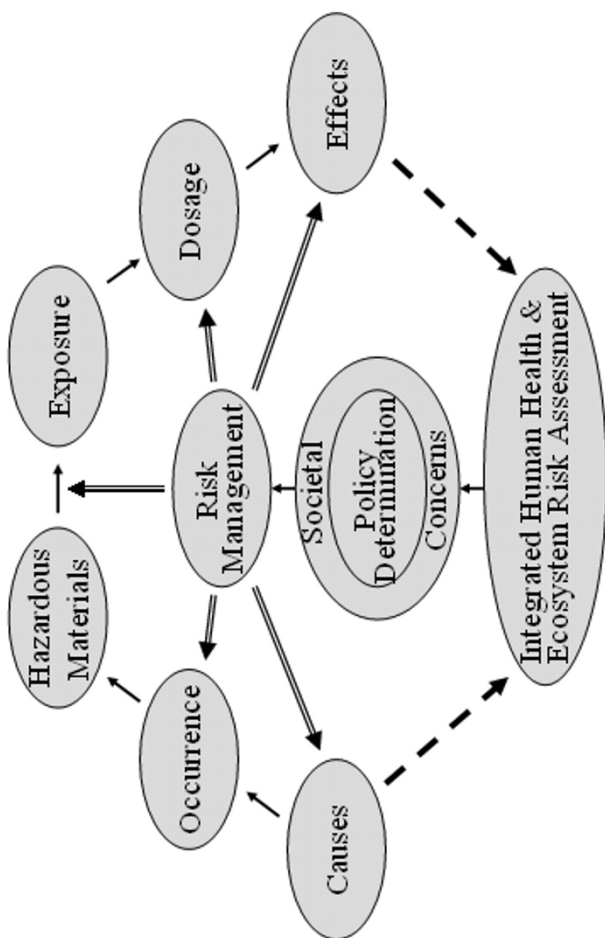 Hazardous
Materials
Exposure
Occurrence
Dosage
Risk
Management
Causes
Effects
Societal
Policy
Determination
Concerns
Integrated Human Health &
Ecosystem Risk Assessment